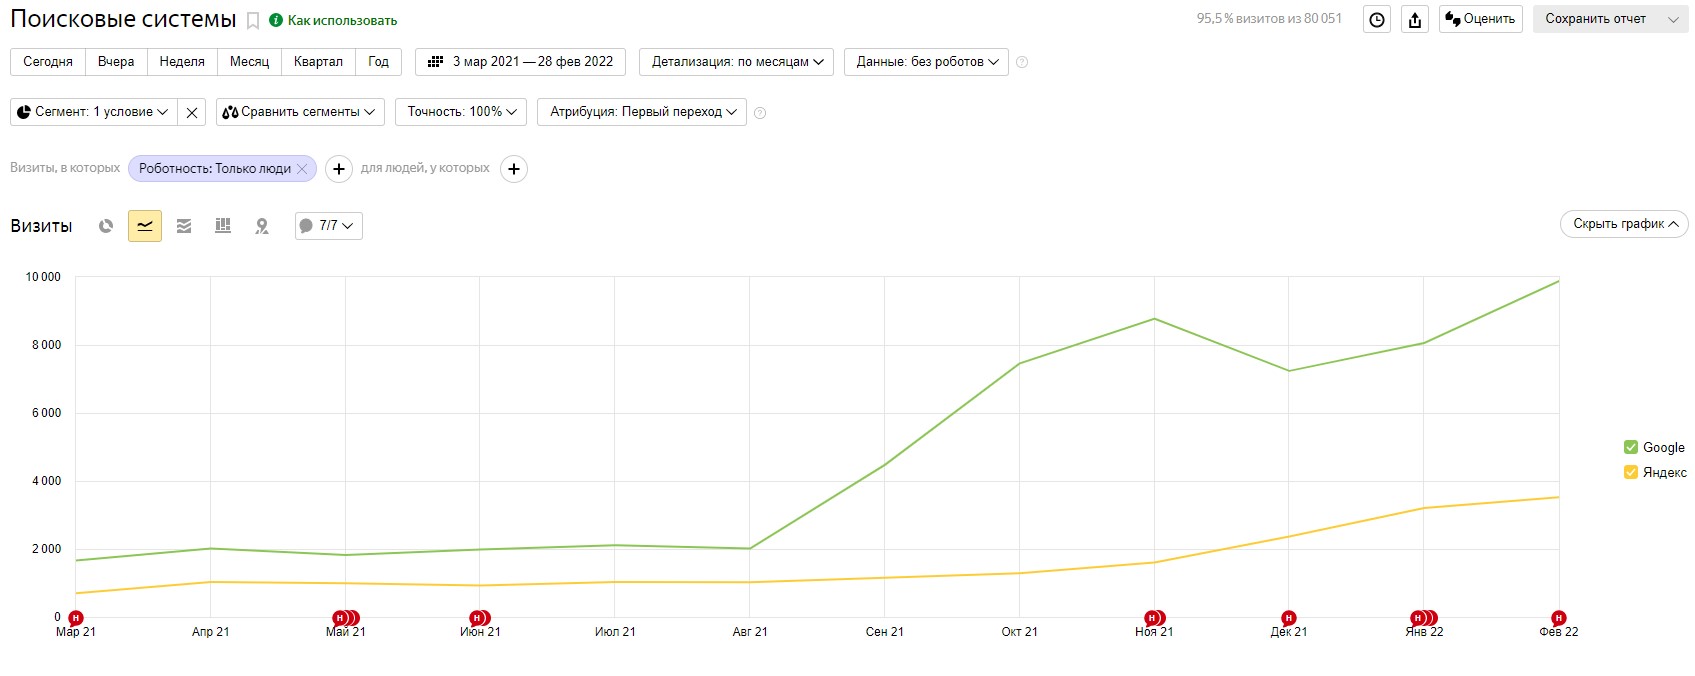 Поисковые системы Как использовать 95,5 % визитов из 80 051 Оценить Сохранить отчет
Сегодня Вчера Неделя Месяц Квартал Год 3 мар 2021 — 28 фев 2022 Детализация: по месяцам Данные: без роботов ?
Сегмент: 1 условие Сравнить сегменты Точность: 100% Атрибуция: Первый переход ?
Визиты, в которых Роботность: Только люди + для людей, у которых +
Визиты 7/7 Скрыть график
10 000
8 000
6 000
4 000
2 000
0
Google
Яндекс
Н Н Н Н Н Н Н
Мар 21 Апр 21 Май 21 Июн 21 Июл 21 Авг 21 Сен 21 Окт 21 Ноя 21 Дек 21 Янв 22 Фев 22